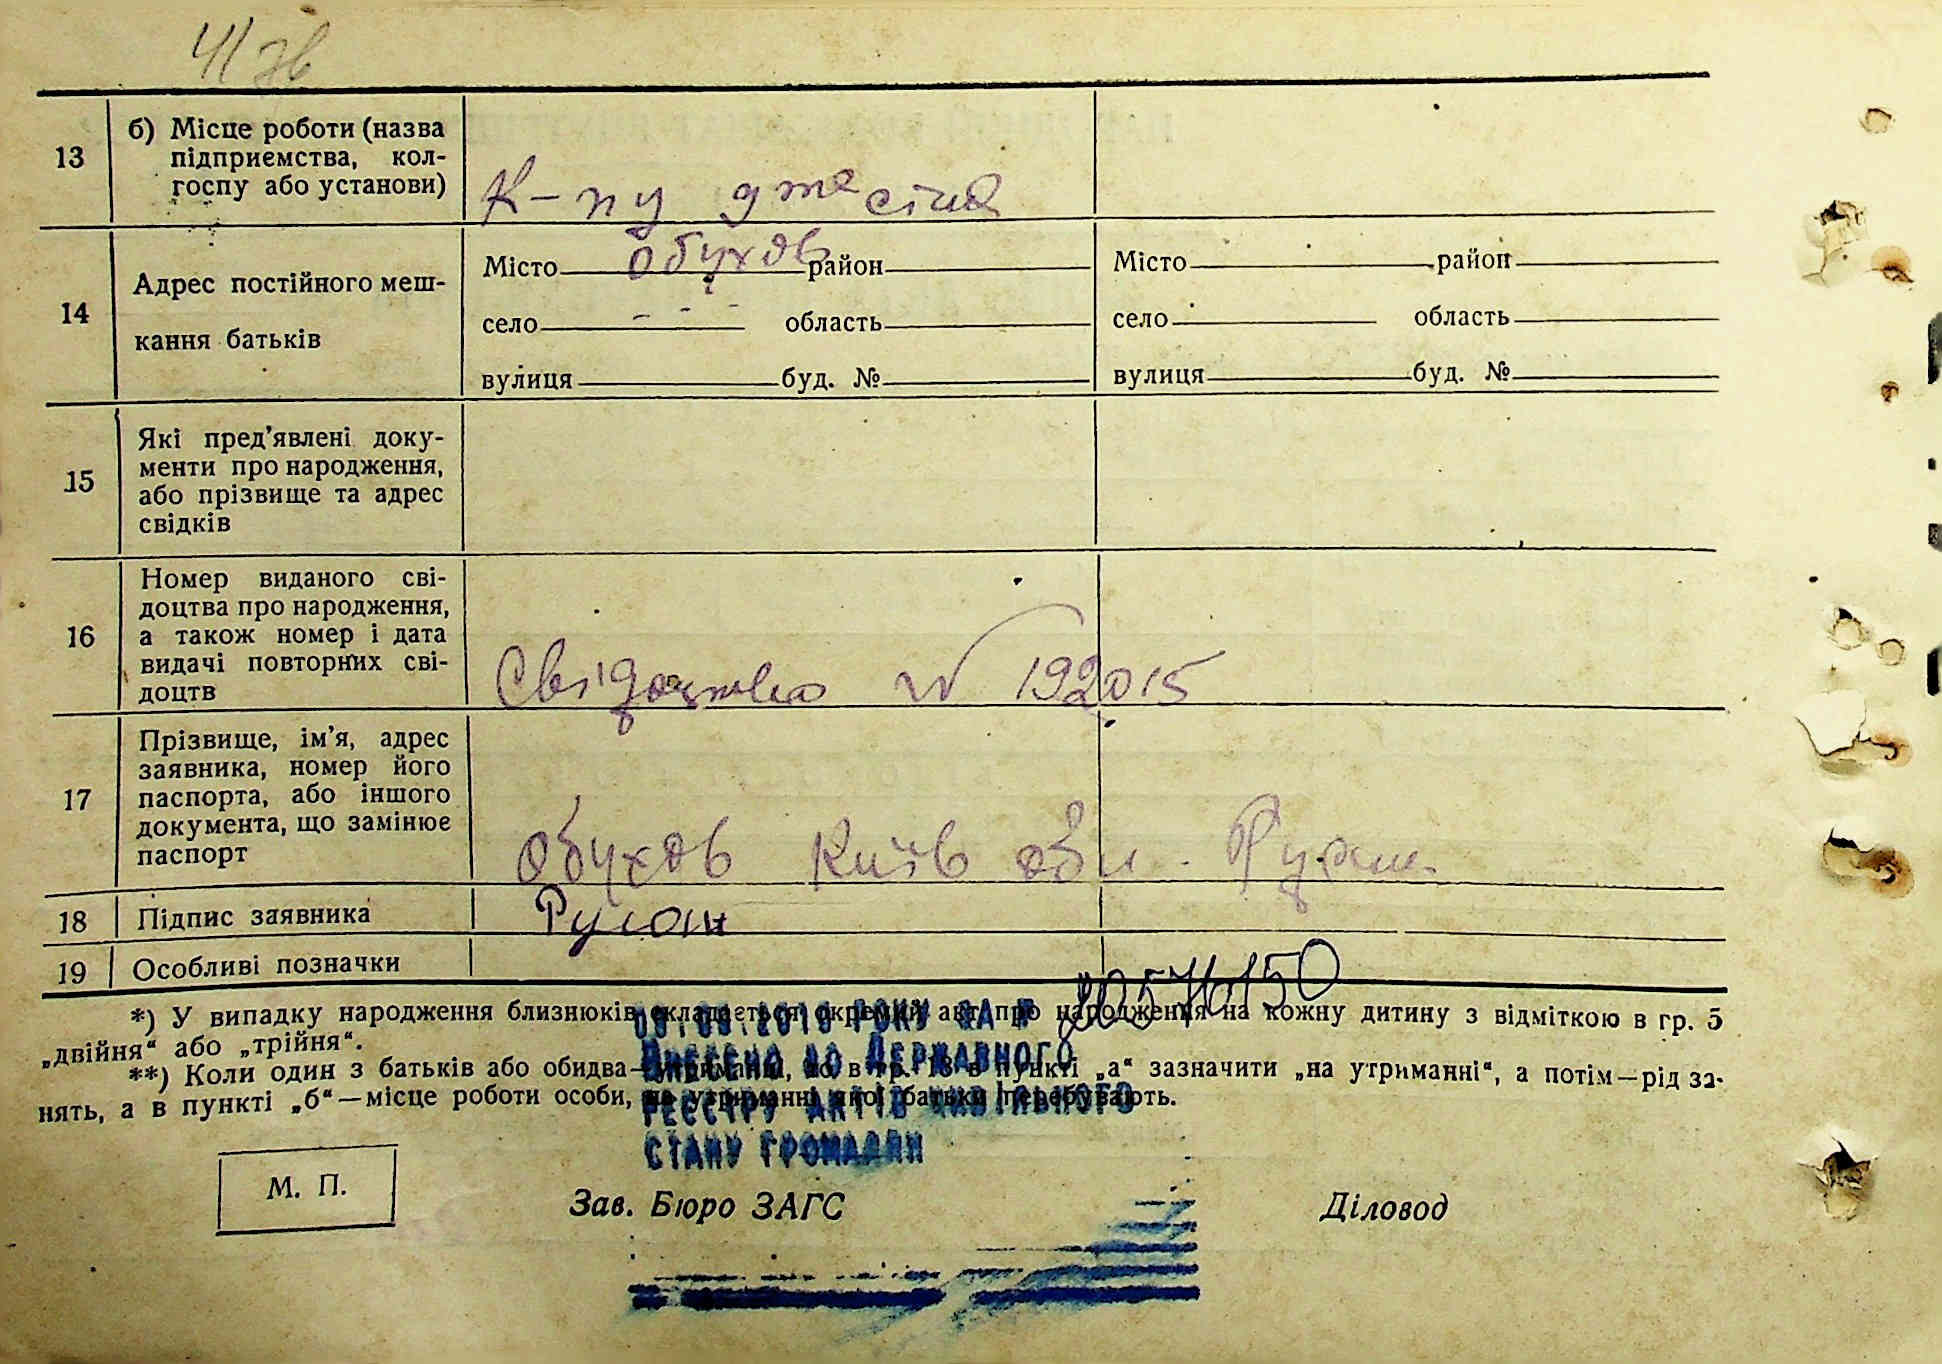 13 б) Місце роботи (назва
підприємства, кол-
госпу або установи)
14 Адрес постійного меш-
кання батьків
Місто Обухов район
село - - - область
вулиця буд. №
Місто район
село область
вулиця буд. №
15 Які пред'явлені доку-
менти про народження,
або прізвище та адрес
свідків
16 Номер виданого сві-
доцтва про народження,
а також номер і дата
видачі повторних сві-
доцтв
Свідоцтво № 192015
17 Прізвище, ім'я, адрес
заявника, номер його
паспорта, або іншого
документа, що замінює
паспорт
Обухов Київ обл.
18 Підпис заявника
19 Особливі позначки
*) У випадку народження близнюків складається окремий акт про народження на кожну дитину з відміткою в гр. 5
„двійня“ або „трійня“.
**) Коли один з батьків або обидва—утриманці, то в гр. 13 в пункті „а“ зазначити „на утриманні“, а потім—рід за-
нять, а в пункті „б“—місце роботи особи, на утриманні якої батьки перебувають.
2019 РОКУ ЗА №
ВНЕСЕНО ДО ДЕРЖАВНОГО
РЕЄСТРУ АКТІВ ЦИВІЛЬНОГО
СТАНУ ГРОМАДЯН
М. П.
Зав. Бюро ЗАГС
Діловод